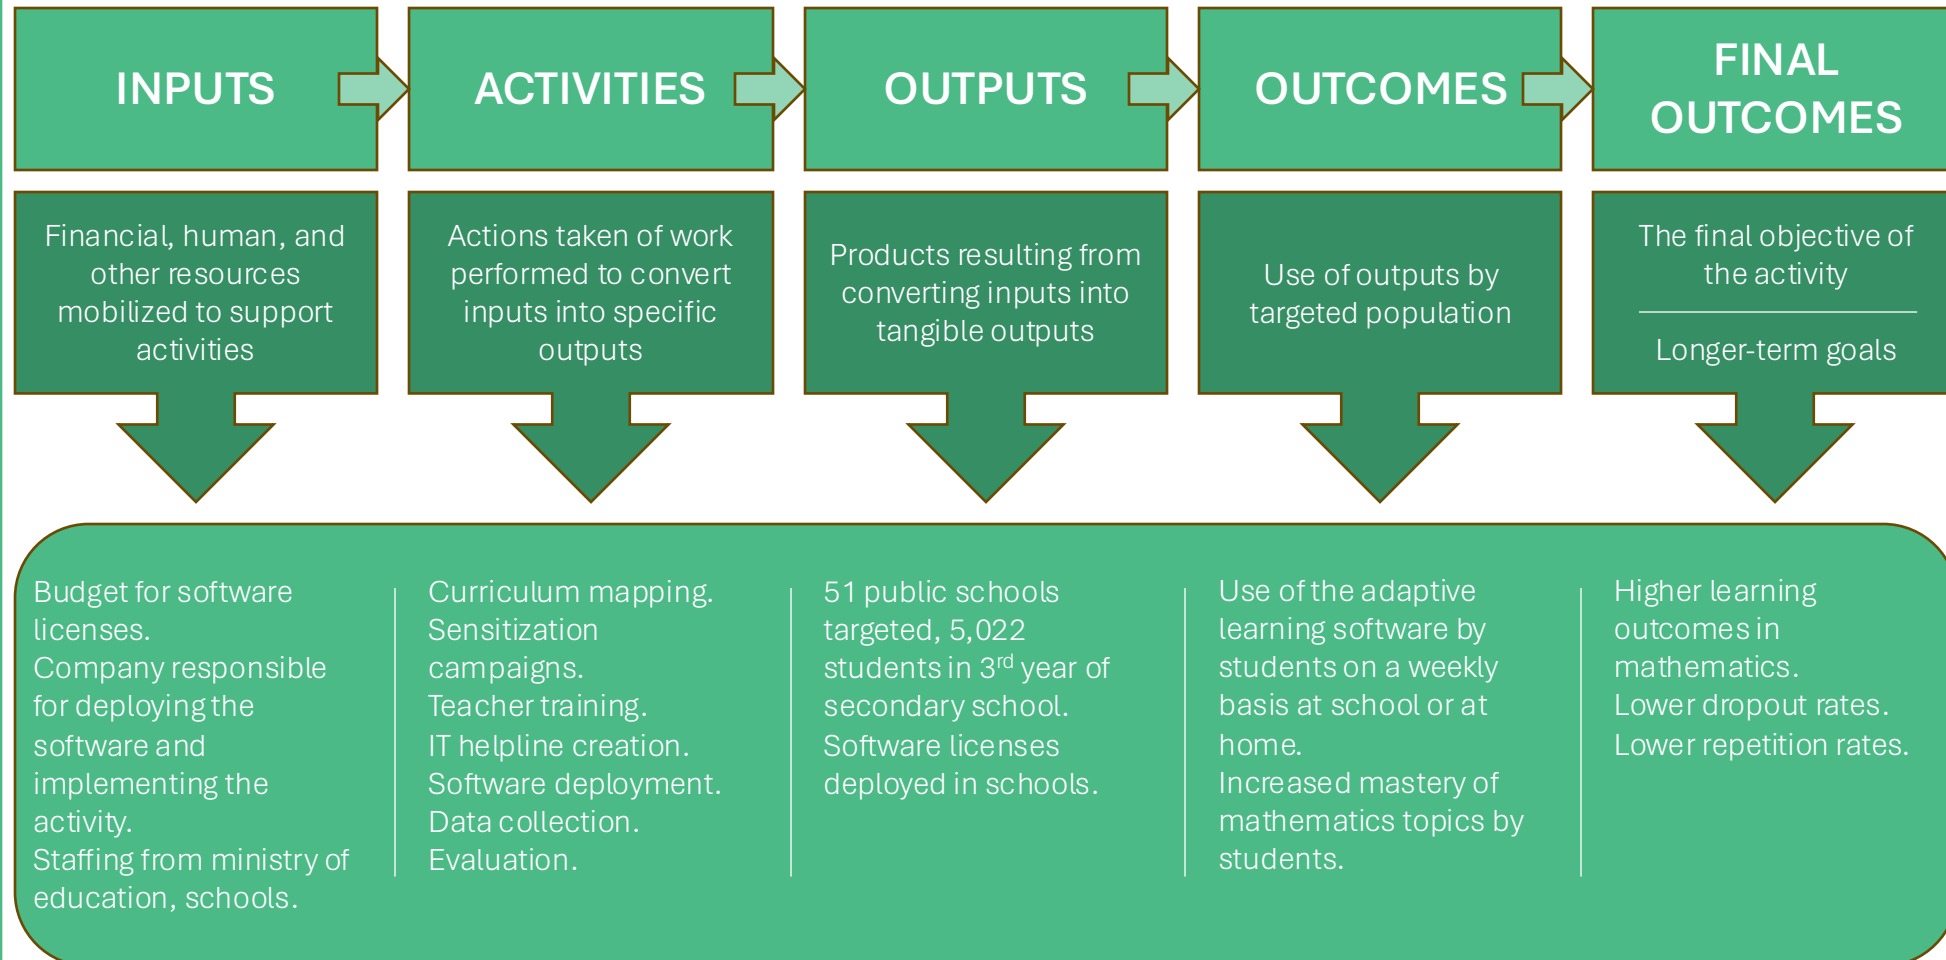 INPUTS
ACTIVITIES
OUTPUTS
OUTCOMES
FINAL
OUTCOMES
Financial, human, and
other resources
mobilized to support
activities
Actions taken of work
performed to convert
inputs into specific
outputs
Products resulting from
converting inputs into
tangible outputs
Use of outputs by
targeted population
The final objective of
the activity
Longer-term goals
Budget for software
licenses.
Company responsible
for deploying the
software and
implementing the
activity.
Staffing from ministry of
education, schools.
Curriculum mapping.
Sensitization
campaigns.
Teacher training.
IT helpline creation.
Software deployment.
Data collection.
Evaluation.
51 public schools
targeted, 5,022
students in 3rd year of
secondary school.
Software licenses
deployed in schools.
Use of the adaptive
learning software by
students on a weekly
basis at school or at
home.
Increased mastery of
mathematics topics by
students.
Higher learning
outcomes in
mathematics.
Lower dropout rates.
Lower repetition rates.